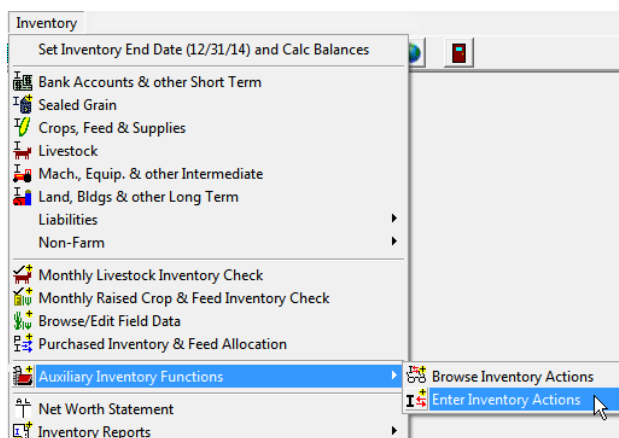 Inventory
Set Inventory End Date (12/31/14) and Calc Balances
Bank Accounts & other Short Term
Sealed Grain
Crops, Feed & Supplies
Livestock
Mach., Equip. & other Intermediate
Land, Bldgs & other Long Term
Liabilities
Non-Farm
Monthly Livestock Inventory Check
Monthly Raised Crop & Feed Inventory Check
Browse/Edit Field Data
Purchased Inventory & Feed Allocation
Auxiliary Inventory Functions
Browse Inventory Actions
Enter Inventory Actions
Net Worth Statement
Inventory Reports